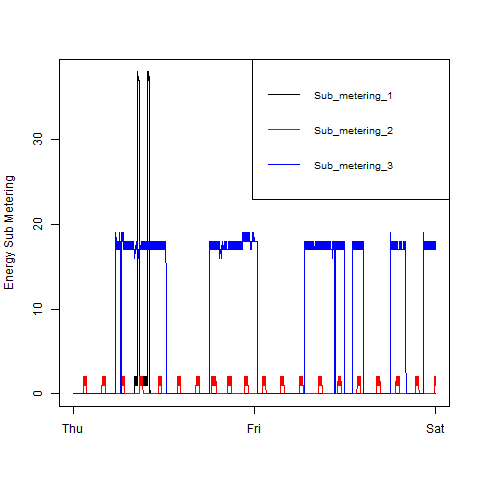 Sub_metering_1
Sub_metering_2
Sub_metering_3
Energy Sub Metering
30
20
10
0
Thu
Fri
Sat